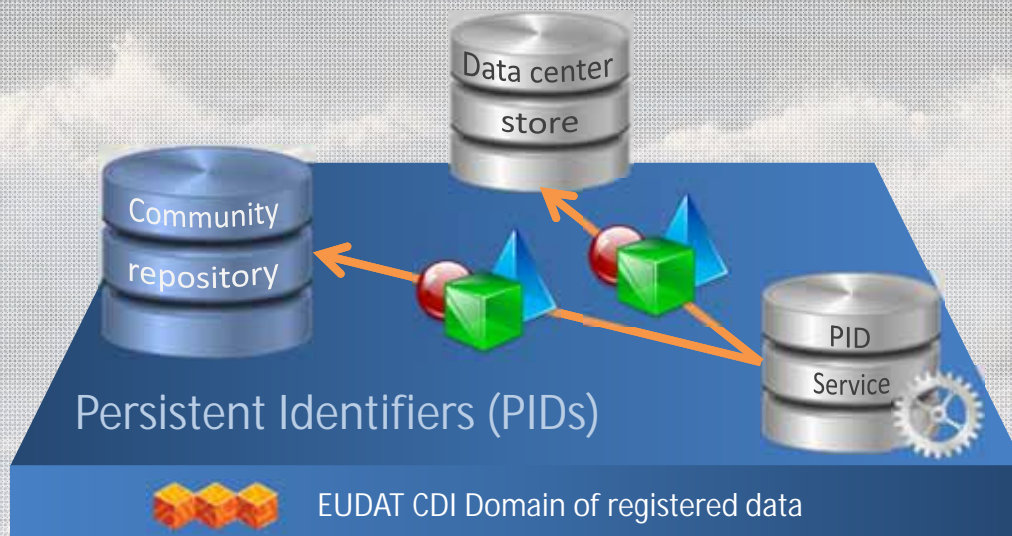 Data center
store
Community
repository
PID
Service
Persistent Identifiers (PIDs)
EUDAT CDI Domain of registered data